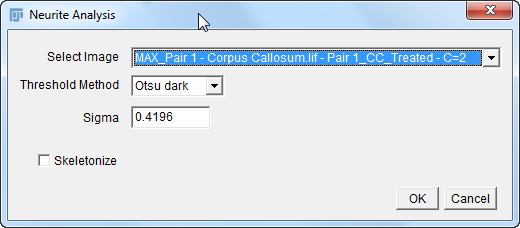 Neurite Analysis
Select Image MAX_Pair 1 - Corpus Callosum.lif - Pair 1_CC_Treated - C=2
Threshold Method Otsu dark
Sigma 0.4196
Skeletonize
OK Cancel